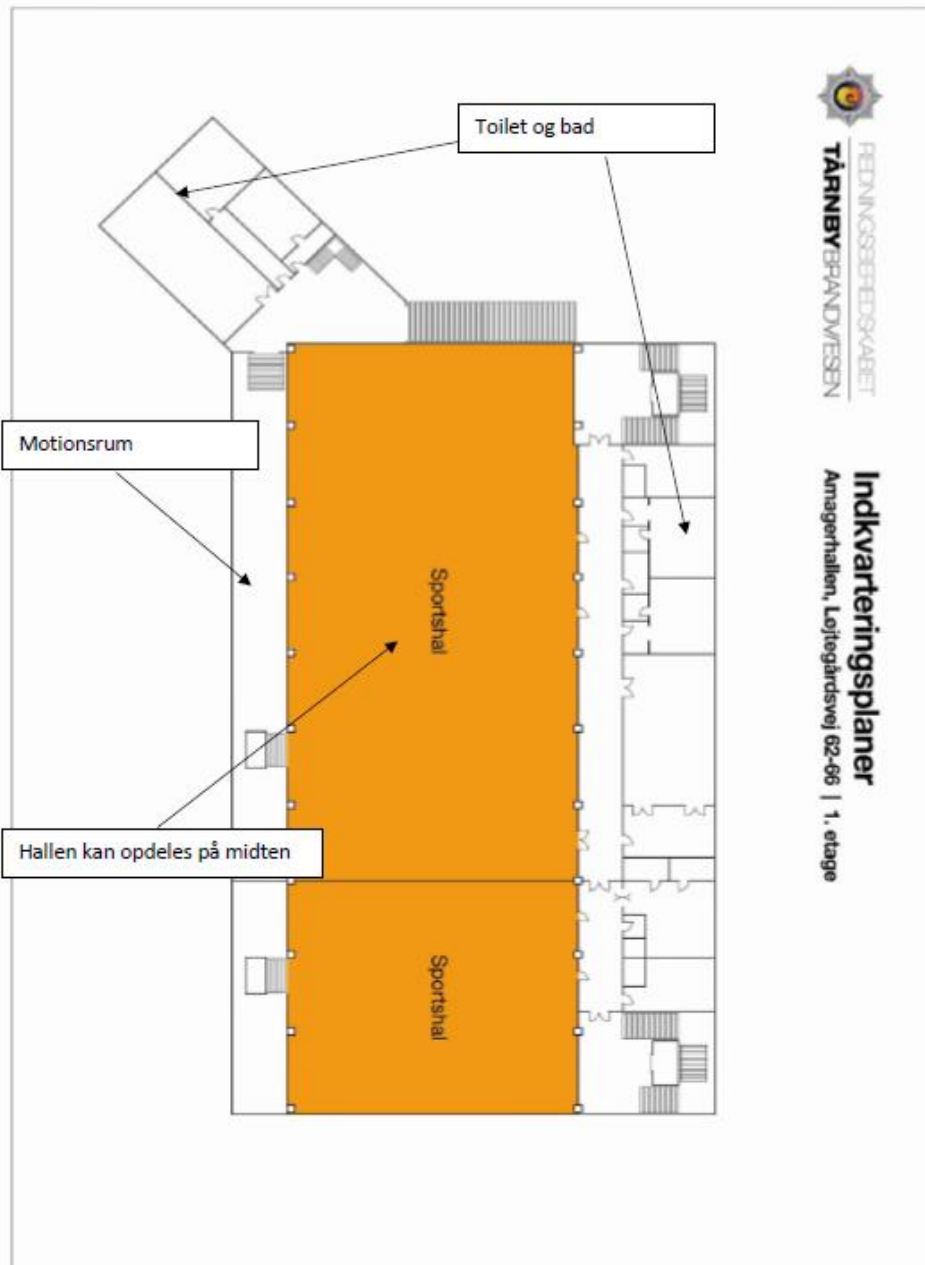 REDNINGSBEREDSKABET
TÅRNBYBRANDVÆSEN
Indkvarteringsplaner
Amagerhallen, Løjtegårdsvej 62-66 | 1. etage
Toilet og bad
Motionsrum
Sportshal
Hallen kan opdeles på midten
Sportshal